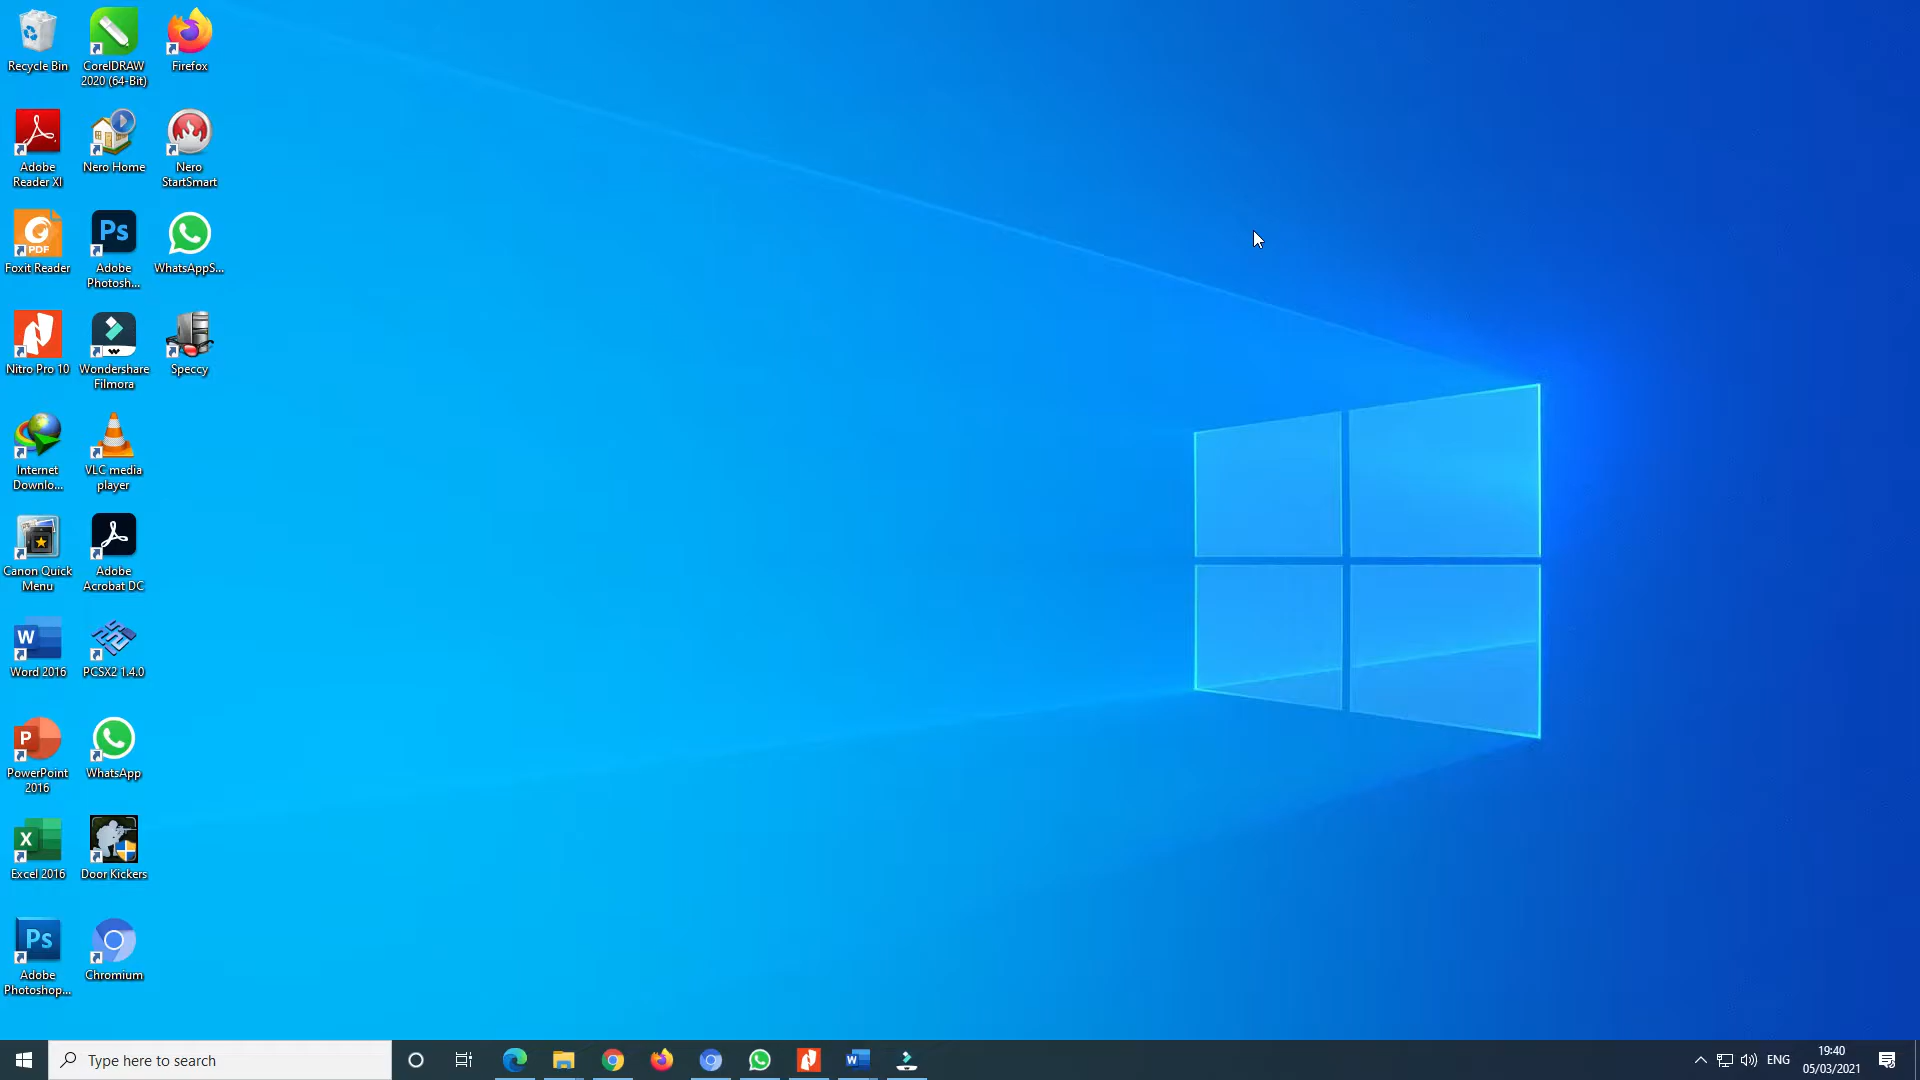 Recycle Bin
CorelDRAW
2020 (64-Bit)
Firefox
Adobe
Reader XI
Nero Home
Nero
StartSmart
PDF
Foxit Reader
Ps
Adobe
Photosh...
WhatsAppS...
Nitro Pro 10
Wondershare
Filmora
Speccy
Internet
Downlo...
VLC media
player
Canon Quick
Menu
Adobe
Acrobat DC
W
Word 2016
PCSX2 1.4.0
P
PowerPoint
2016
WhatsApp
X
Excel 2016
Door Kickers
Ps
Adobe
Photoshop...
Chromium
Type here to search
W
ENG
19:40
05/03/2021